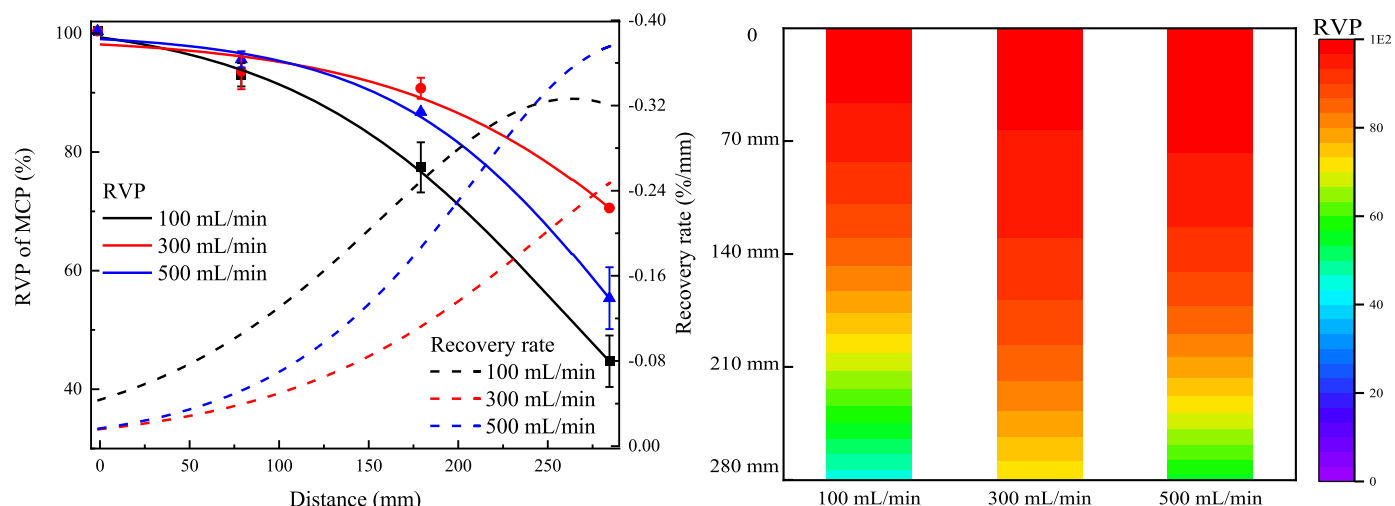 100
80
60
40
RVP of MCP (%)
RVP
100 mL/min
300 mL/min
500 mL/min
Recovery rate
100 mL/min
300 mL/min
500 mL/min
0
50
100
150
200
250
Distance (mm)
-0.40
-0.32
-0.24
-0.16
-0.08
0.00
Recovery rate (%/mm)
0
70 mm
140 mm
210 mm
280 mm
100 mL/min
300 mL/min
500 mL/min
RVP
1E2
80
60
40
20
0